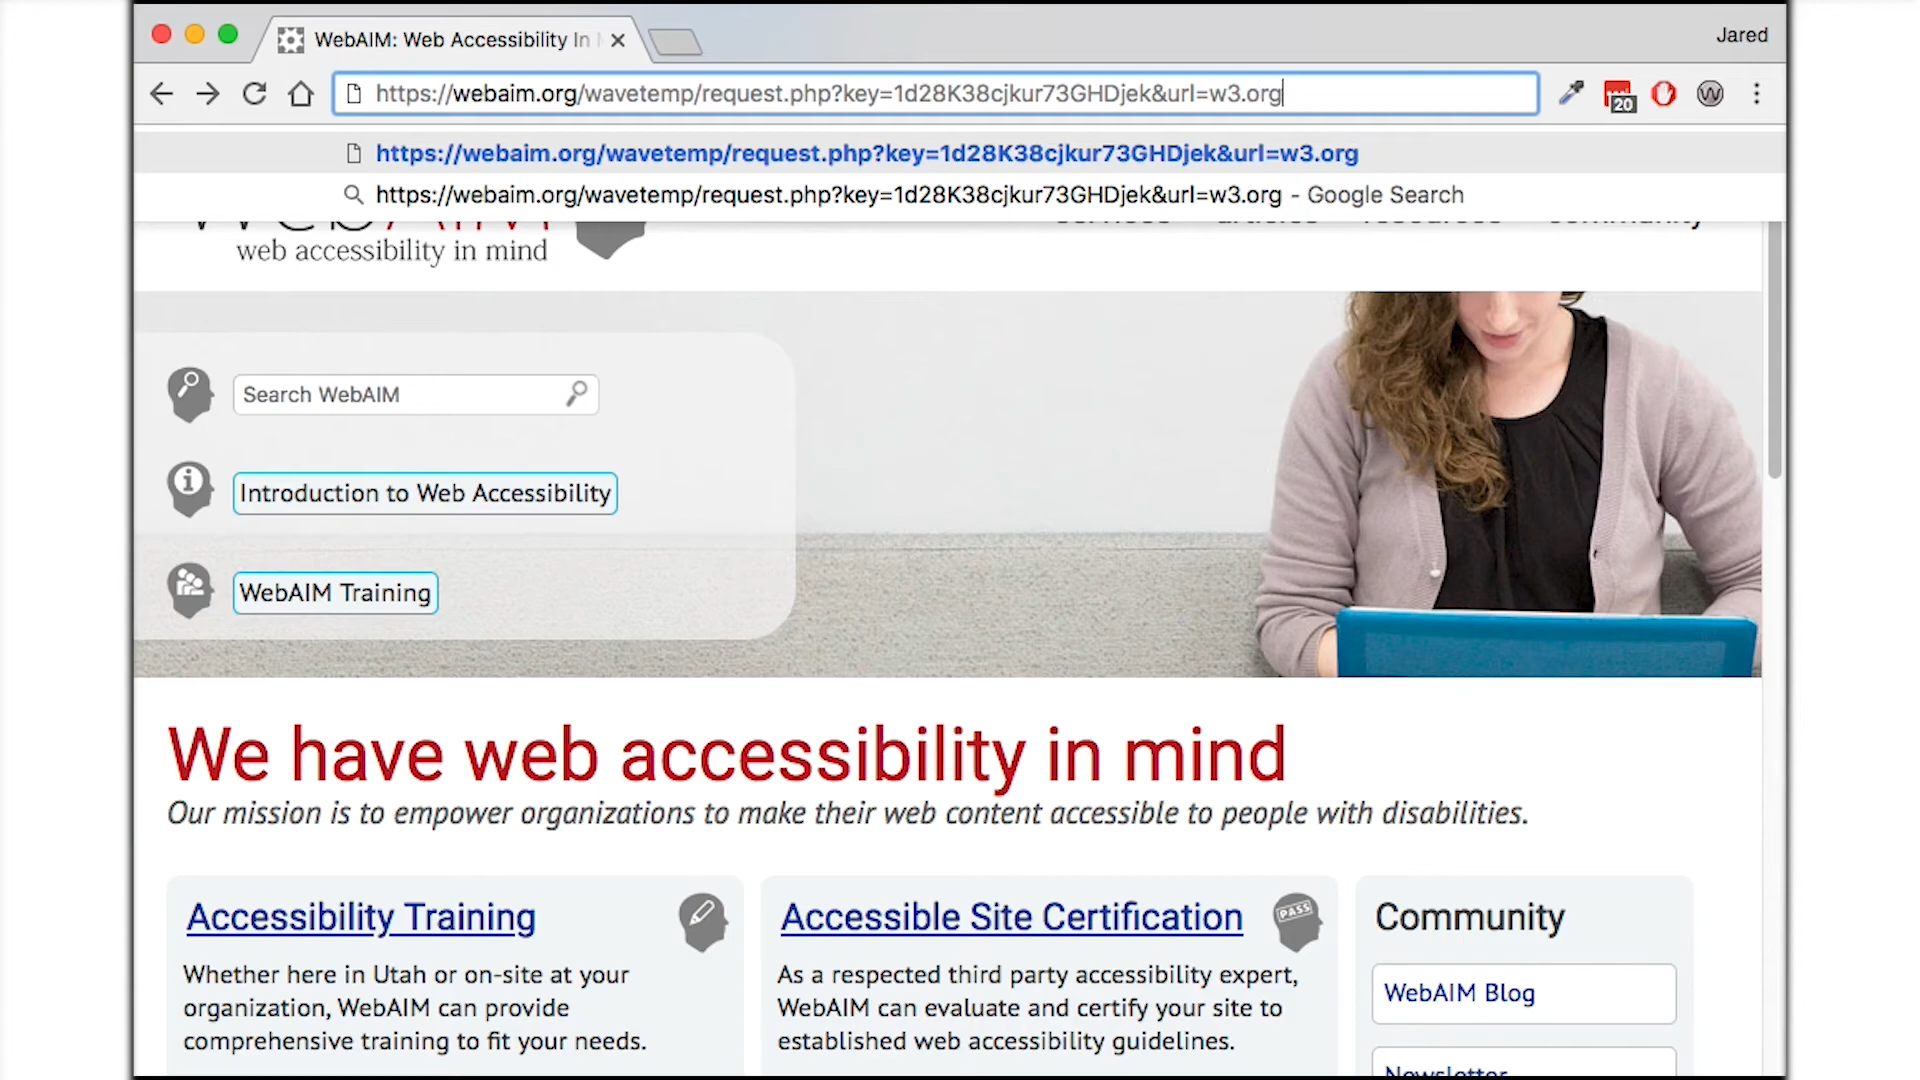 WebAIM: Web Accessibility In
Jared
https://webaim.org/wavetemp/request.php?key=1d28K38cjkur73GHDjek&url=w3.org
20
W
https://webaim.org/wavetemp/request.php?key=1d28K38cjkur73GHDjek&url=w3.org
https://webaim.org/wavetemp/request.php?key=1d28K38cjkur73GHDjek&url=w3.org - Google Search
WebAIM
services articles resources community
web accessibility in mind
Search WebAIM
Introduction to Web Accessibility
WebAIM Training
We have web accessibility in mind
Our mission is to empower organizations to make their web content accessible to people with disabilities.
Accessibility Training
Whether here in Utah or on-site at your
organization, WebAIM can provide
comprehensive training to fit your needs.
Accessible Site Certification
PASS
As a respected third party accessibility expert,
WebAIM can evaluate and certify your site to
established web accessibility guidelines.
Community
WebAIM Blog
Newsletter